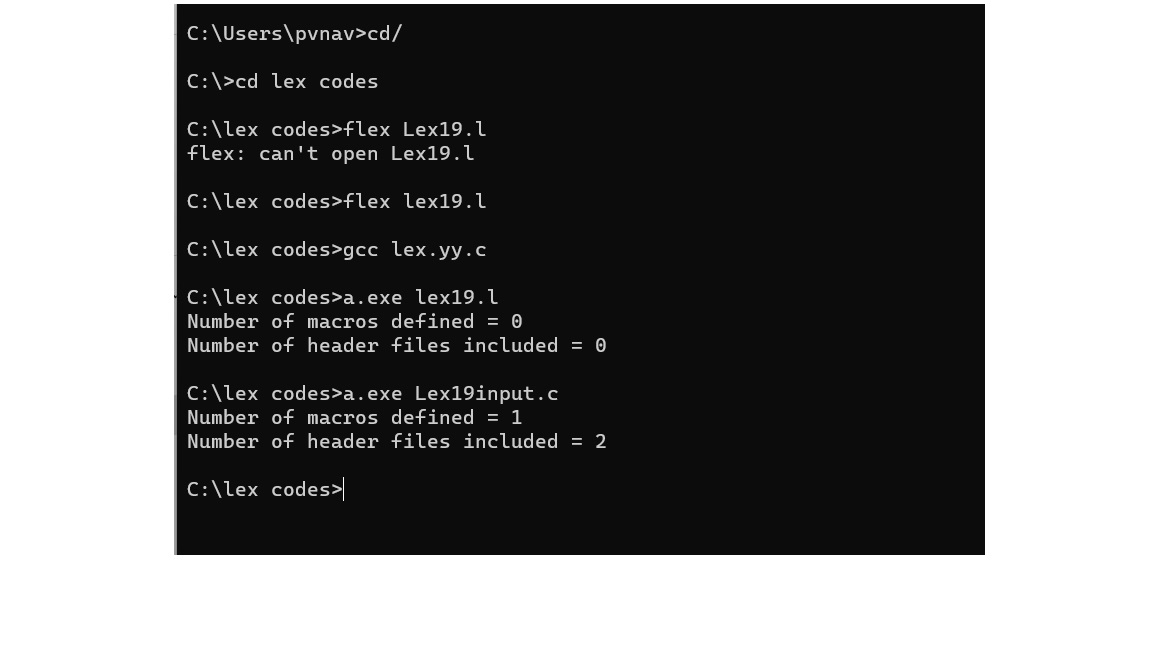 C:\Users\pvnav>cd/
C:\>cd lex codes
C:\lex codes>flex Lex19.l
flex: can't open Lex19.l
C:\lex codes>flex lex19.l
C:\lex codes>gcc lex.yy.c
C:\lex codes>a.exe lex19.l
Number of macros defined = 0
Number of header files included = 0
C:\lex codes>a.exe Lex19input.c
Number of macros defined = 1
Number of header files included = 2
C:\lex codes>